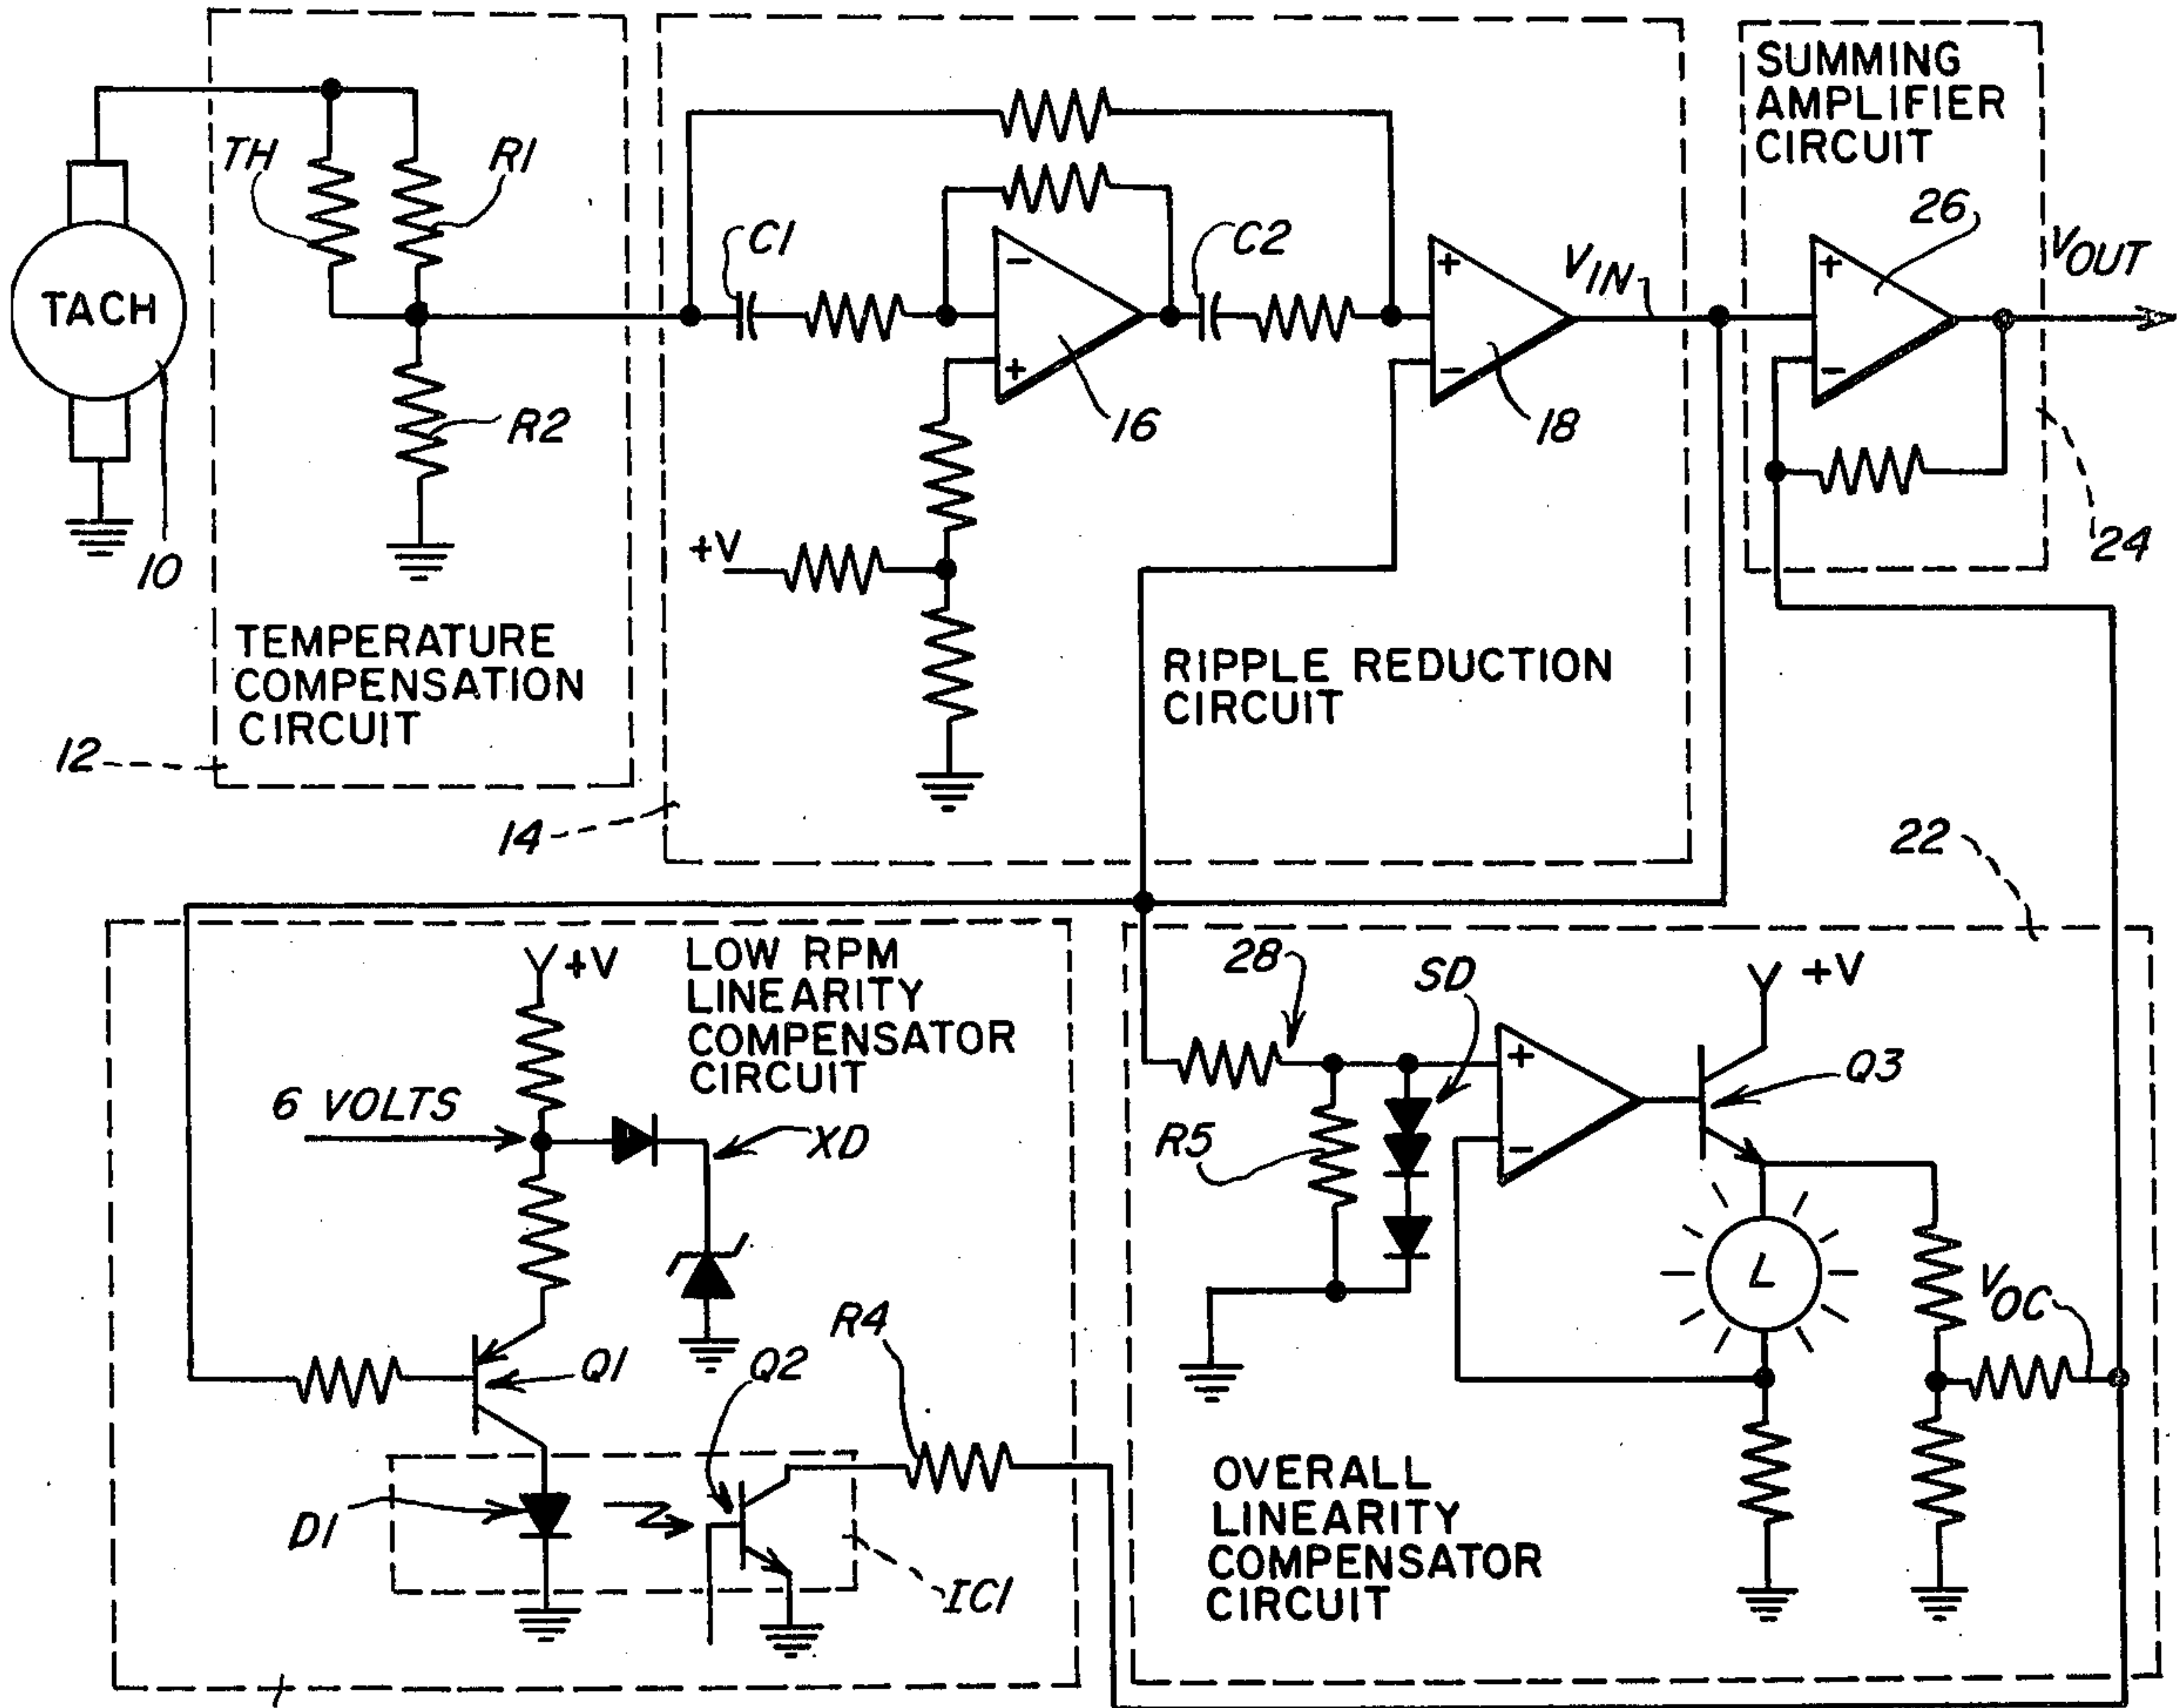 TACH
10
TH
R1
R2
TEMPERATURE
COMPENSATION
CIRCUIT
12
C1
-
+
16
C2
+
-
18
+V
RIPPLE REDUCTION
CIRCUIT
14
VIN
SUMMING
AMPLIFIER
CIRCUIT
26
+
-
VOUT
24
22
+V
LOW RPM
LINEARITY
COMPENSATOR
CIRCUIT
6 VOLTS
XD
Q1
Q2
R4
D1
IC1
28
SD
R5
+
-
+V
Q3
L
VOC
OVERALL
LINEARITY
COMPENSATOR
CIRCUIT